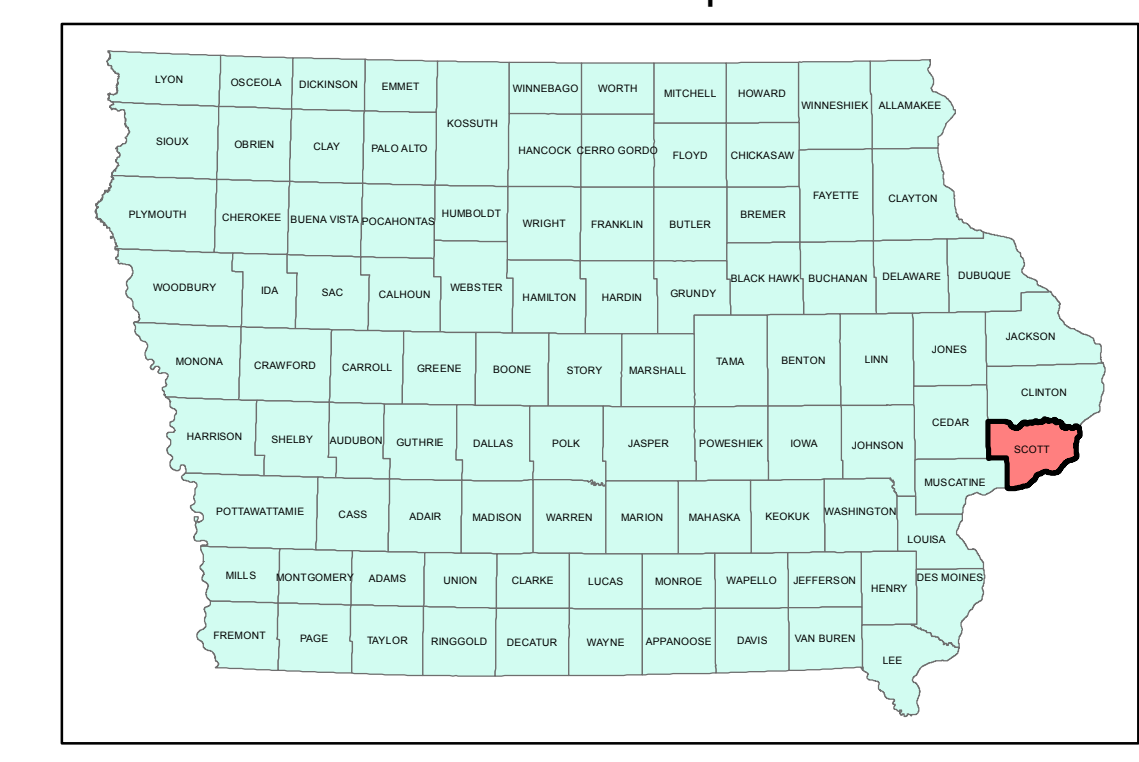 LYON OSCEOLA DICKINSON EMMET WINNEBAGO WORTH MITCHELL HOWARD WINNESHIEK ALLAMAKEE
KOSSUTH
SIOUX OBRIEN CLAY PALO ALTO HANCOCK CERRO GORDO FLOYD CHICKASAW
FAYETTE CLAYTON
PLYMOUTH CHEROKEE BUENA VISTA POCAHONTAS HUMBOLDT WRIGHT FRANKLIN BUTLER BREMER
WOODBURY IDA SAC CALHOUN WEBSTER HAMILTON HARDIN GRUNDY BLACK HAWK BUCHANAN DELAWARE DUBUQUE
MONONA CRAWFORD CARROLL GREENE BOONE STORY MARSHALL TAMA BENTON LINN JONES JACKSON
CLINTON
HARRISON SHELBY AUDUBON GUTHRIE DALLAS POLK JASPER POWESHIEK IOWA JOHNSON CEDAR SCOTT
MUSCATINE
POTTAWATTAMIE CASS ADAIR MADISON WARREN MARION MAHASKA KEOKUK WASHINGTON
LOUISA
MILLS MONTGOMERY ADAMS UNION CLARKE LUCAS MONROE WAPELLO JEFFERSON HENRY DES MOINES
FREMONT PAGE TAYLOR RINGGOLD DECATUR WAYNE APPANOOSE DAVIS VAN BUREN
LEE